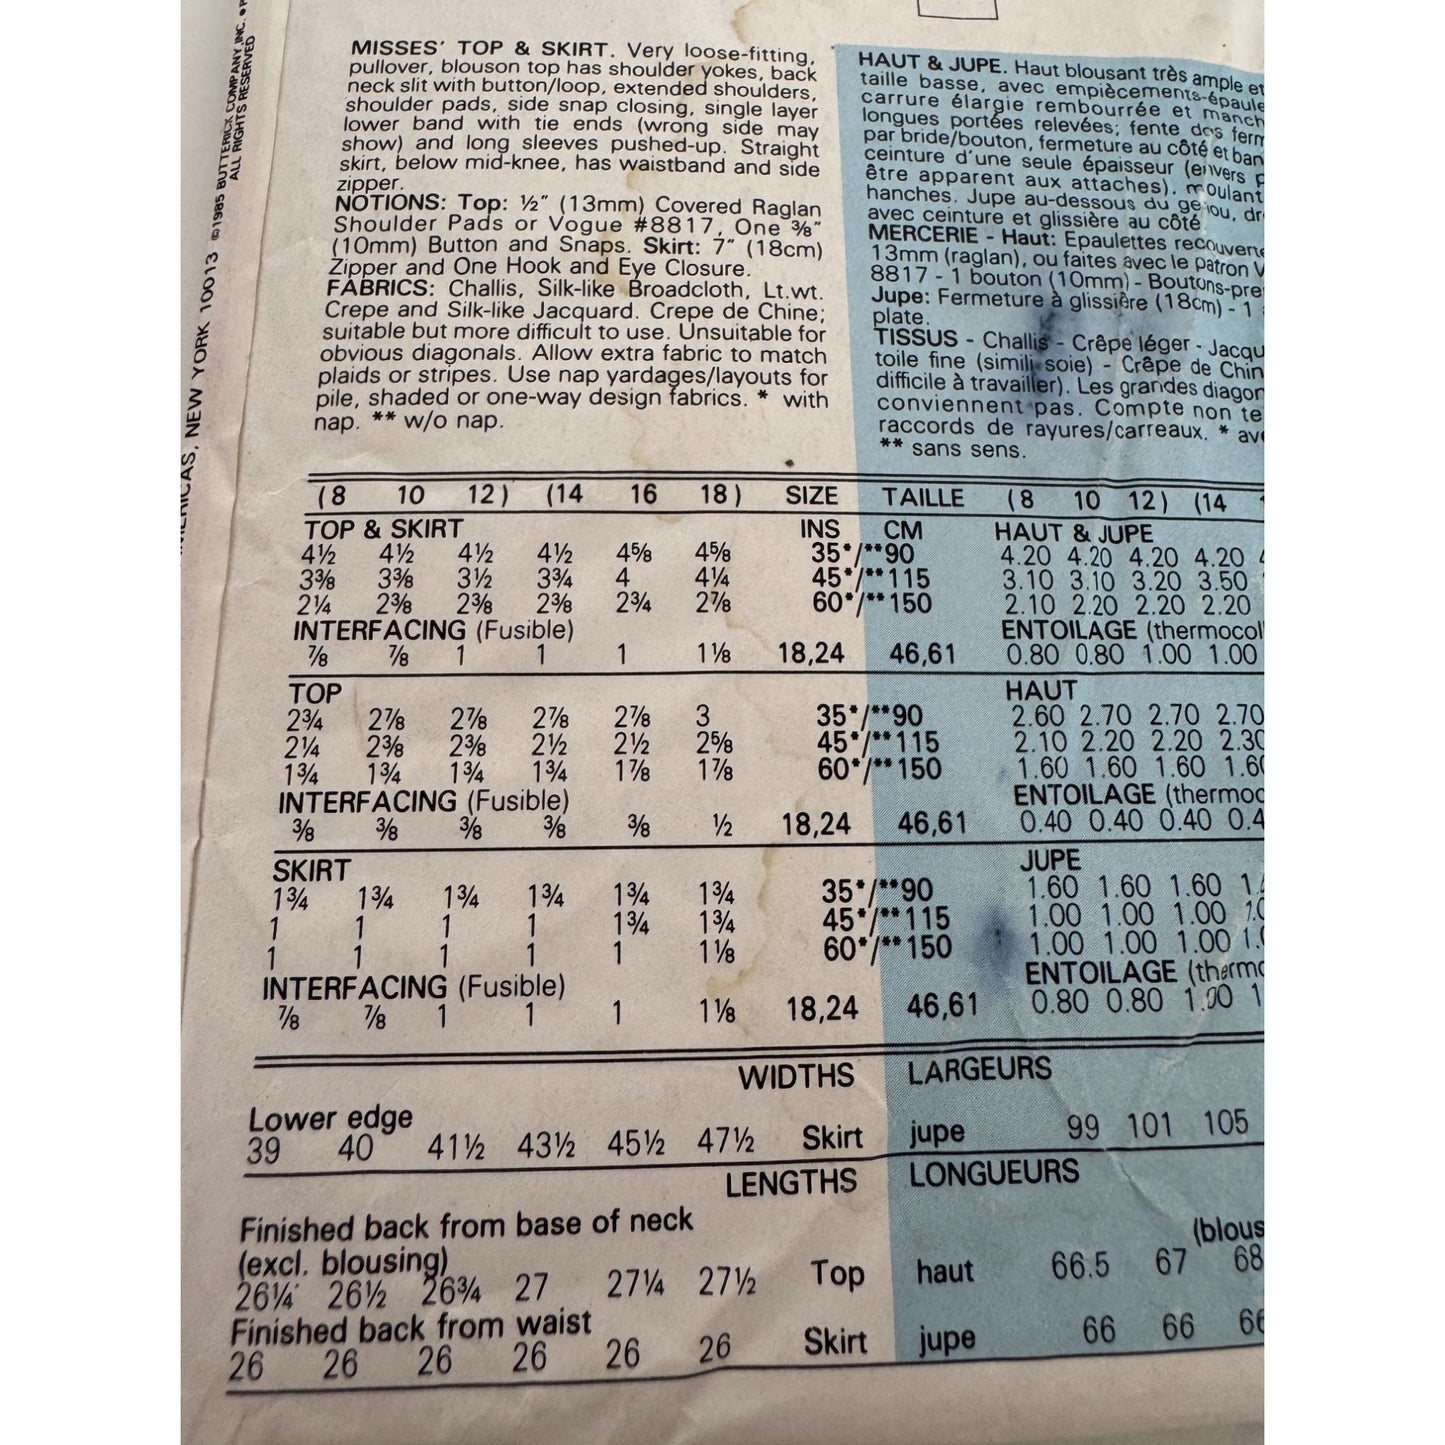 ©1985 BUTTERICK COMPANY, INC.
ALL RIGHTS RESERVED
NEW YORK, NEW YORK 10013
MISSES' TOP & SKIRT. Very loose-fitting,
pullover, blouson top has shoulder yokes, back
neck slit with button/loop, extended shoulders,
shoulder pads, side snap closing, single layer
lower band with tie ends (wrong side may
show) and long sleeves pushed-up. Straight
skirt, below mid-knee, has waistband and side
zipper.
NOTIONS: Top: ½" (13mm) Covered Raglan
Shoulder Pads or Vogue #8817, One ⅜"
(10mm) Button and Snaps. Skirt: 7" (18cm)
Zipper and One Hook and Eye Closure.
FABRICS: Challis, Silk-like Broadcloth, Lt.wt.
Crepe and Silk-like Jacquard. Crepe de Chine;
suitable but more difficult to use. Unsuitable for
obvious diagonals. Allow extra fabric to match
plaids or stripes. Use nap yardages/layouts for
pile, shaded or one-way design fabrics. * with
nap. ** w/o nap.
HAUT & JUPE. Haut blousant très ample et
taille basse, avec empiècements-épaule
carrure élargie rembourrée et manch
longues portées relevées; fente dos ferm
par bride/bouton, fermeture au côté et ban
ceinture d'une seule épaisseur (envers p
être apparent aux attaches), moulant
hanches. Jupe au-dessous du genou, dr
avec ceinture et glissière au côté
MERCERIE - Haut: Epaulettes recouverte
13mm (raglan), ou faites avec le patron V
8817 - 1 bouton (10mm) - Boutons-pre
Jupe: Fermeture à glissière (18cm) - 1
plate.
TISSUS - Challis - Crêpe léger - Jacqu
toile fine (simili soie) - Crêpe de Chin
difficile à travailler). Les grandes diagon
conviennent pas. Compte non te
raccords de rayures/carreaux. * ave
** sans sens.
(8 10 12) (14 16 18) SIZE TAILLE (8 10 12) (14
TOP & SKIRT INS CM HAUT & JUPE
4½ 4½ 4½ 4½ 4⅝ 4⅝ 35*/**90 4.20 4.20 4.20 4.20
3⅜ 3⅜ 3½ 3¾ 4 4¼ 45*/**115 3.10 3.10 3.20 3.50
2¼ 2⅜ 2⅜ 2⅜ 2¾ 2⅞ 60*/**150 2.10 2.20 2.20 2.20
INTERFACING (Fusible) ENTOILAGE (thermocol
⅞ ⅞ 1 1 1 1⅛ 18,24 46,61 0.80 0.80 1.00 1.00
TOP HAUT
2¾ 2⅞ 2⅞ 2⅞ 2⅞ 3 35*/**90 2.60 2.70 2.70 2.70
2¼ 2⅜ 2⅜ 2½ 2½ 2⅝ 45*/**115 2.10 2.20 2.20 2.30
1¾ 1¾ 1¾ 1¾ 1⅞ 1⅞ 60*/**150 1.60 1.60 1.60 1.60
INTERFACING (Fusible) ENTOILAGE (thermoc
⅜ ⅜ ⅜ ⅜ ⅜ ½ 18,24 46,61 0.40 0.40 0.40 0.4
SKIRT JUPE
1¾ 1¾ 1¾ 1¾ 1¾ 1¾ 35*/**90 1.60 1.60 1.60 1.
1 1 1 1 1¾ 1¾ 45*/**115 1.00 1.00 1.00 1.0
1 1 1 1 1 1⅛ 60*/**150 1.00 1.00 1.00 1.0
INTERFACING (Fusible) ENTOILAGE (thermo
⅞ ⅞ 1 1 1 1⅛ 18,24 46,61 0.80 0.80 1.00 1
WIDTHS LARGEURS
Lower edge
39 40 41½ 43½ 45½ 47½ Skirt jupe 99 101 105
LENGTHS LONGUEURS
Finished back from base of neck
(excl. blousing) (blous
26¼ 26½ 26¾ 27 27¼ 27½ Top haut 66.5 67 68
Finished back from waist
26 26 26 26 26 26 Skirt jupe 66 66 66